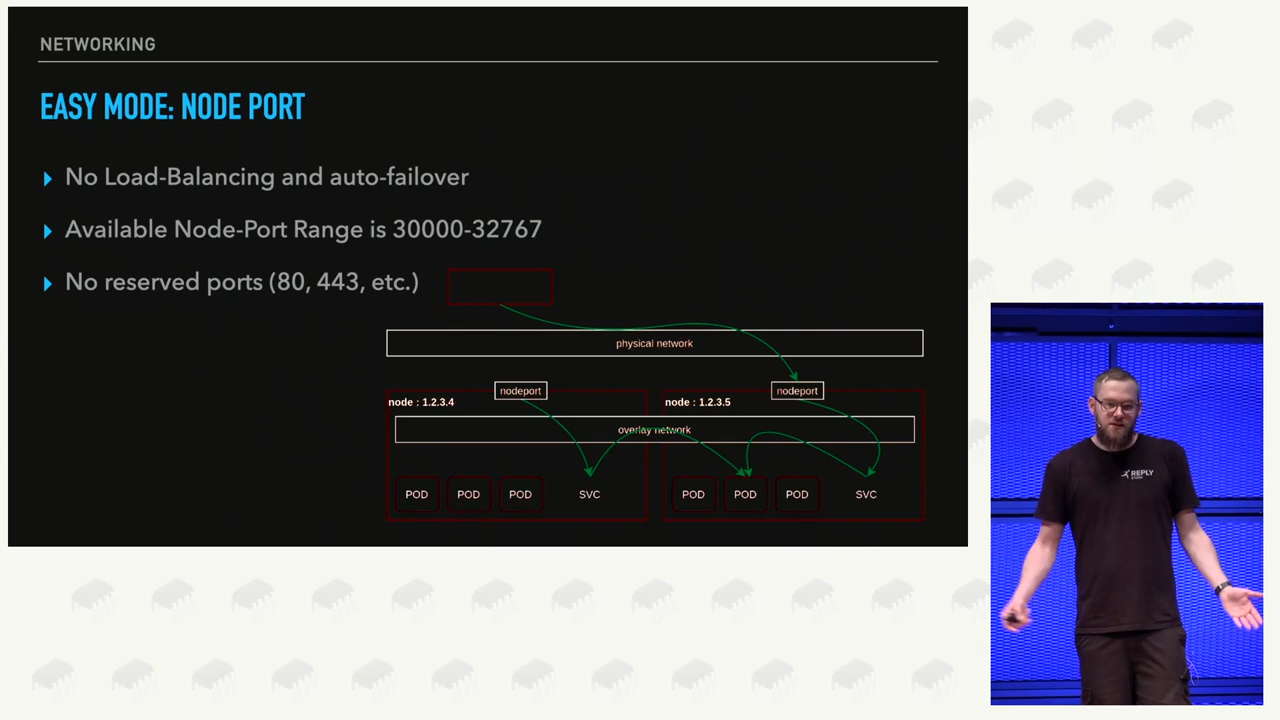 NETWORKING
EASY MODE: NODE PORT
No Load-Balancing and auto-failover
Available Node-Port Range is 30000-32767
No reserved ports (80, 443, etc.)
physical network
nodeport
nodeport
node : 1.2.3.4
node : 1.2.3.5
overlay network
POD
POD
POD
SVC
POD
POD
POD
SVC
REPLY